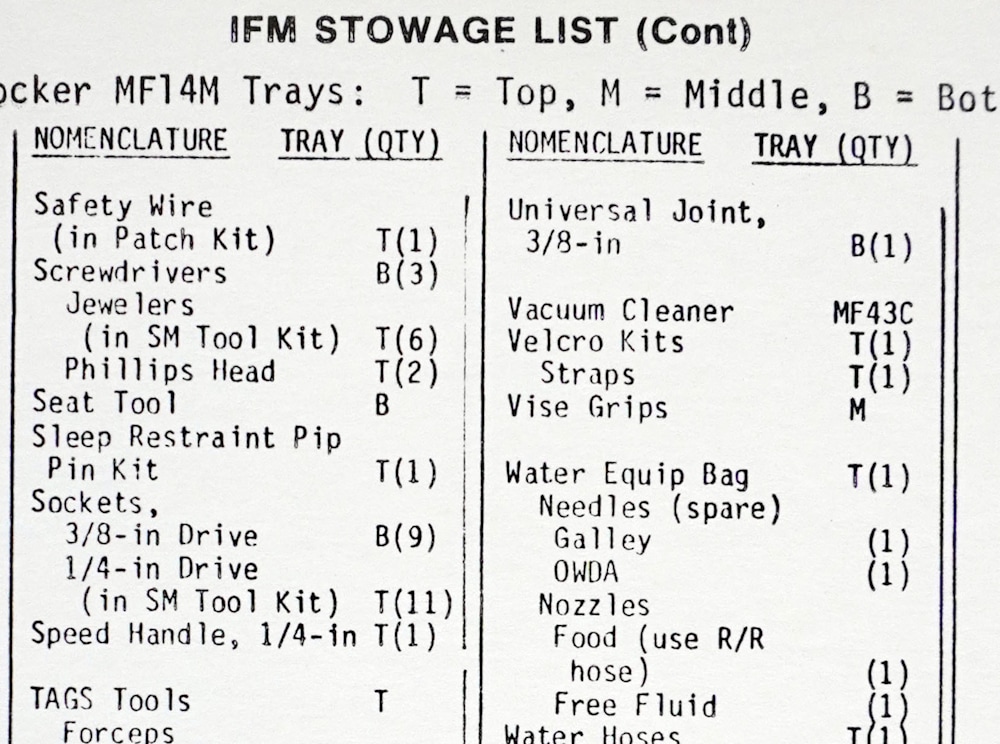 IFM STOWAGE LIST (Cont)
ocker MF14M Trays: T = Top, M = Middle, B = Bot
NOMENCLATURE TRAY (QTY)
Safety Wire
(in Patch Kit) T(1)
Screwdrivers B(3)
Jewelers
(in SM Tool Kit) T(6)
Phillips Head T(2)
Seat Tool B
Sleep Restraint Pip
Pin Kit T(1)
Sockets,
3/8-in Drive B(9)
1/4-in Drive
(in SM Tool Kit) T(11)
Speed Handle, 1/4-in T(1)
TAGS Tools T
Forceps
NOMENCLATURE TRAY (QTY)
Universal Joint,
3/8-in B(1)
Vacuum Cleaner MF43C
Velcro Kits T(1)
Straps T(1)
Vise Grips M
Water Equip Bag T(1)
Needles (spare)
Galley (1)
OWDA (1)
Nozzles
Food (use R/R
hose) (1)
Free Fluid (1)
Water Hoses T(1)